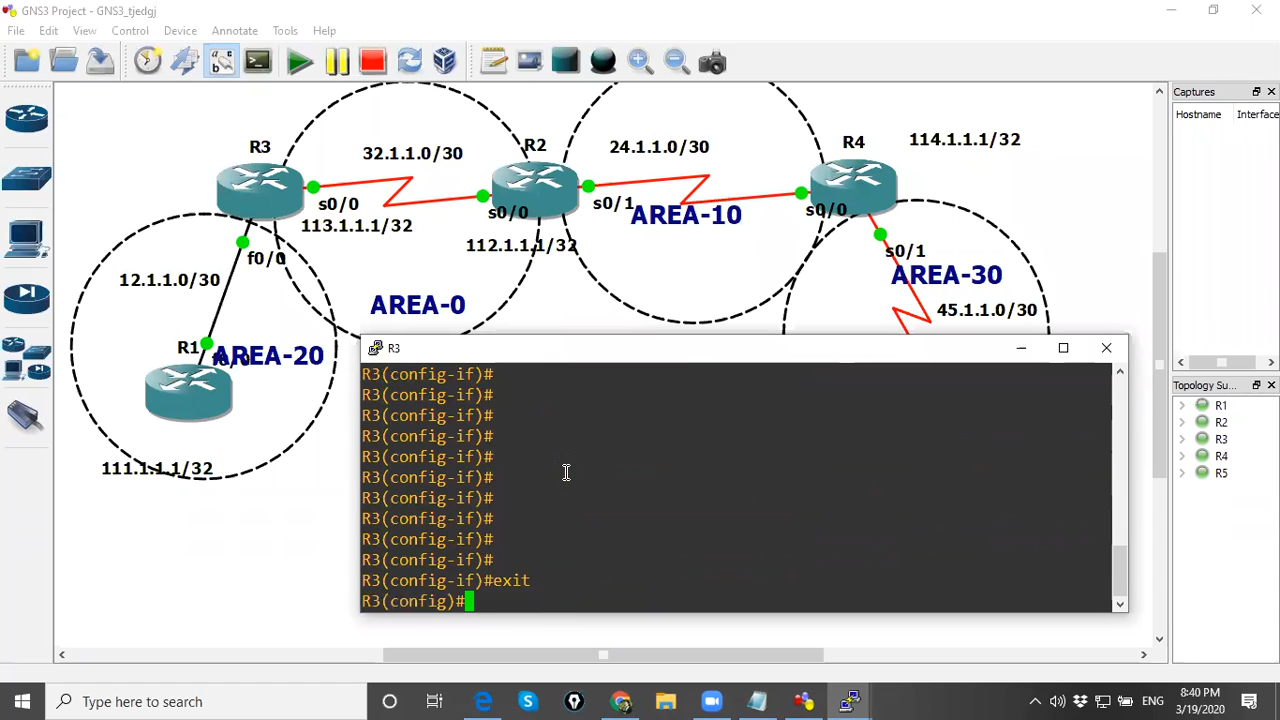 GNS3 Project - GNS3_tjedgj
File Edit View Control Device Annotate Tools Help
Captures
Hostname Interface
R3
32.1.1.0/30
R2
24.1.1.0/30
R4
114.1.1.1/32
s0/0
113.1.1.1/32
s0/0
s0/1
AREA-10
s0/0
112.1.1.1/32
f0/0
s0/1
12.1.1.0/30
AREA-30
AREA-0
45.1.1.0/30
R1
f0/0
AREA-20
111.1.1.1/32
R3
R3(config-if)#
R3(config-if)#
R3(config-if)#
R3(config-if)#
R3(config-if)#
R3(config-if)#
R3(config-if)#
R3(config-if)#
R3(config-if)#
R3(config-if)#
R3(config-if)#exit
R3(config)#
Topology Su...
R1
R2
R3
R4
R5
Type here to search
ENG
8:40 PM
3/19/2020